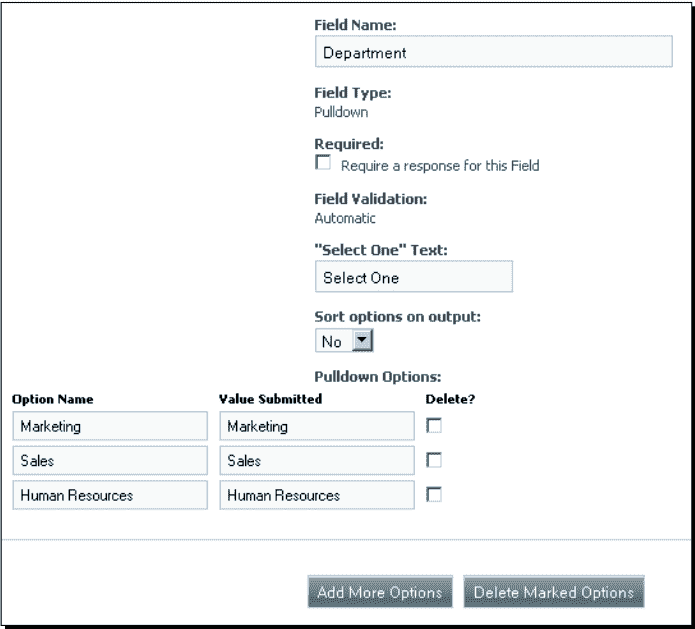 Field Name:
Department
Field Type:
Pulldown
Required:
Require a response for this Field
Field Validation:
Automatic
"Select One" Text:
Select One
Sort options on output:
No
Pulldown Options:
Option Name Value Submitted Delete?
Marketing Marketing
Sales Sales
Human Resources Human Resources
Add More Options Delete Marked Options